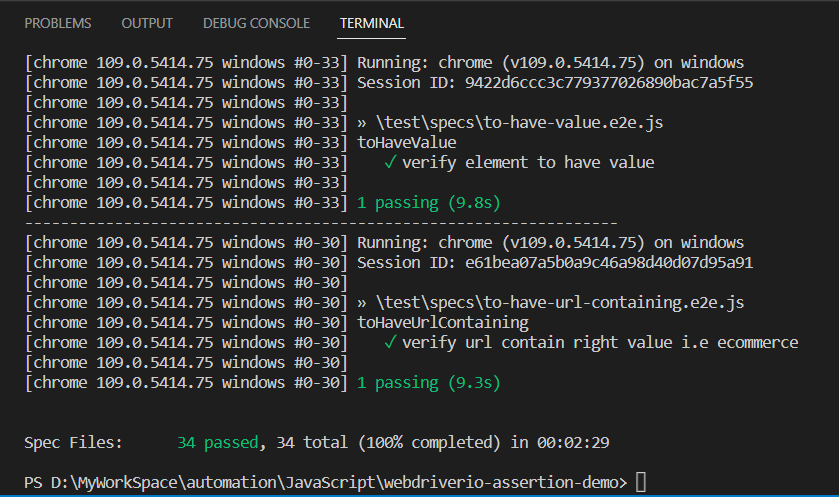 PROBLEMS OUTPUT DEBUG CONSOLE TERMINAL
[chrome 109.0.5414.75 windows #0-33] Running: chrome (v109.0.5414.75) on windows
[chrome 109.0.5414.75 windows #0-33] Session ID: 9422d6ccc3c779377026890bac7a5f55
[chrome 109.0.5414.75 windows #0-33]
[chrome 109.0.5414.75 windows #0-33] » \test\specs\to-have-value.e2e.js
[chrome 109.0.5414.75 windows #0-33] toHaveValue
[chrome 109.0.5414.75 windows #0-33]    ✓ verify element to have value
[chrome 109.0.5414.75 windows #0-33]
[chrome 109.0.5414.75 windows #0-33] 1 passing (9.8s)
------------------------------------------------------------------
[chrome 109.0.5414.75 windows #0-30] Running: chrome (v109.0.5414.75) on windows
[chrome 109.0.5414.75 windows #0-30] Session ID: e61bea07a5b0a9c46a98d40d07d95a91
[chrome 109.0.5414.75 windows #0-30]
[chrome 109.0.5414.75 windows #0-30] » \test\specs\to-have-url-containing.e2e.js
[chrome 109.0.5414.75 windows #0-30] toHaveUrlContaining
[chrome 109.0.5414.75 windows #0-30]    ✓ verify url contain right value i.e ecommerce
[chrome 109.0.5414.75 windows #0-30]
[chrome 109.0.5414.75 windows #0-30] 1 passing (9.3s)
Spec Files:      34 passed, 34 total (100% completed) in 00:02:29
PS D:\MyWorkSpace\automation\JavaScript\webdriverio-assertion-demo>